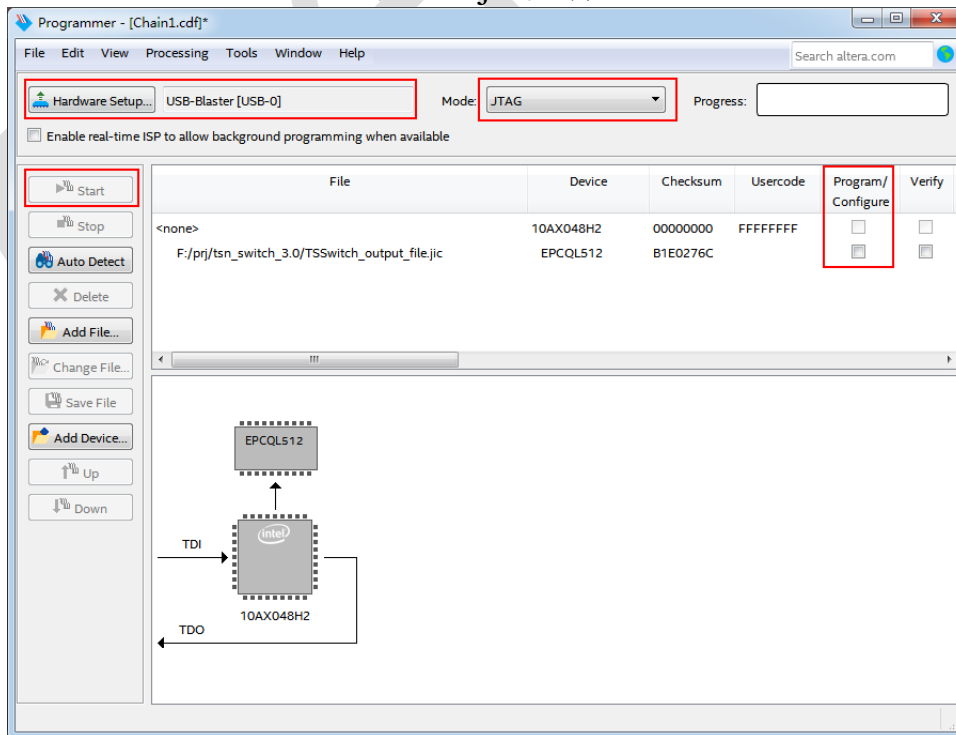 j
Programmer - [Chain1.cdf]*
File Edit View Processing Tools Window Help
Search altera.com
Hardware Setup... USB-Blaster [USB-0] Mode: JTAG Progress:
Enable real-time ISP to allow background programming when available
Start
Stop
Auto Detect
Delete
Add File...
Change File...
Save File
Add Device...
Up
Down
File Device Checksum Usercode Program/ Configure Verify
<none> 10AX048H2 00000000 FFFFFFFF
F:/prj/tsn_switch_3.0/TSSwitch_output_file.jic EPCQL512 B1E0276C
EPCQL512
intel
TDI
10AX048H2
TDO